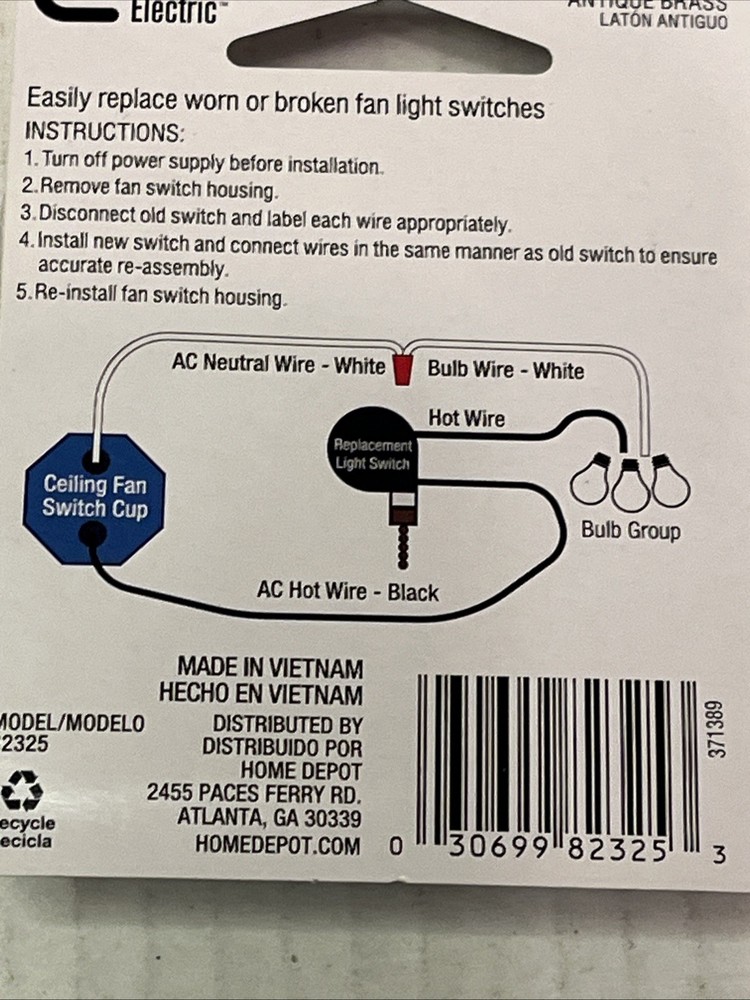 Electric™
ANTIQUE BRASS
LATÓN ANTIGUO
Easily replace worn or broken fan light switches
INSTRUCTIONS:
1. Turn off power supply before installation.
2. Remove fan switch housing.
3. Disconnect old switch and label each wire appropriately.
4. Install new switch and connect wires in the same manner as old switch to ensure
accurate re-assembly.
5. Re-install fan switch housing.
AC Neutral Wire - White
Bulb Wire - White
Hot Wire
Replacement
Light Switch
Ceiling Fan
Switch Cup
Bulb Group
AC Hot Wire - Black
MADE IN VIETNAM
HECHO EN VIETNAM
MODEL/MODELO
2325
DISTRIBUTED BY
DISTRIBUIDO POR
HOME DEPOT
2455 PACES FERRY RD.
ATLANTA, GA 30339
HOMEDEPOT.COM
ecycle
ecicla
371389
0 30699 82325 3